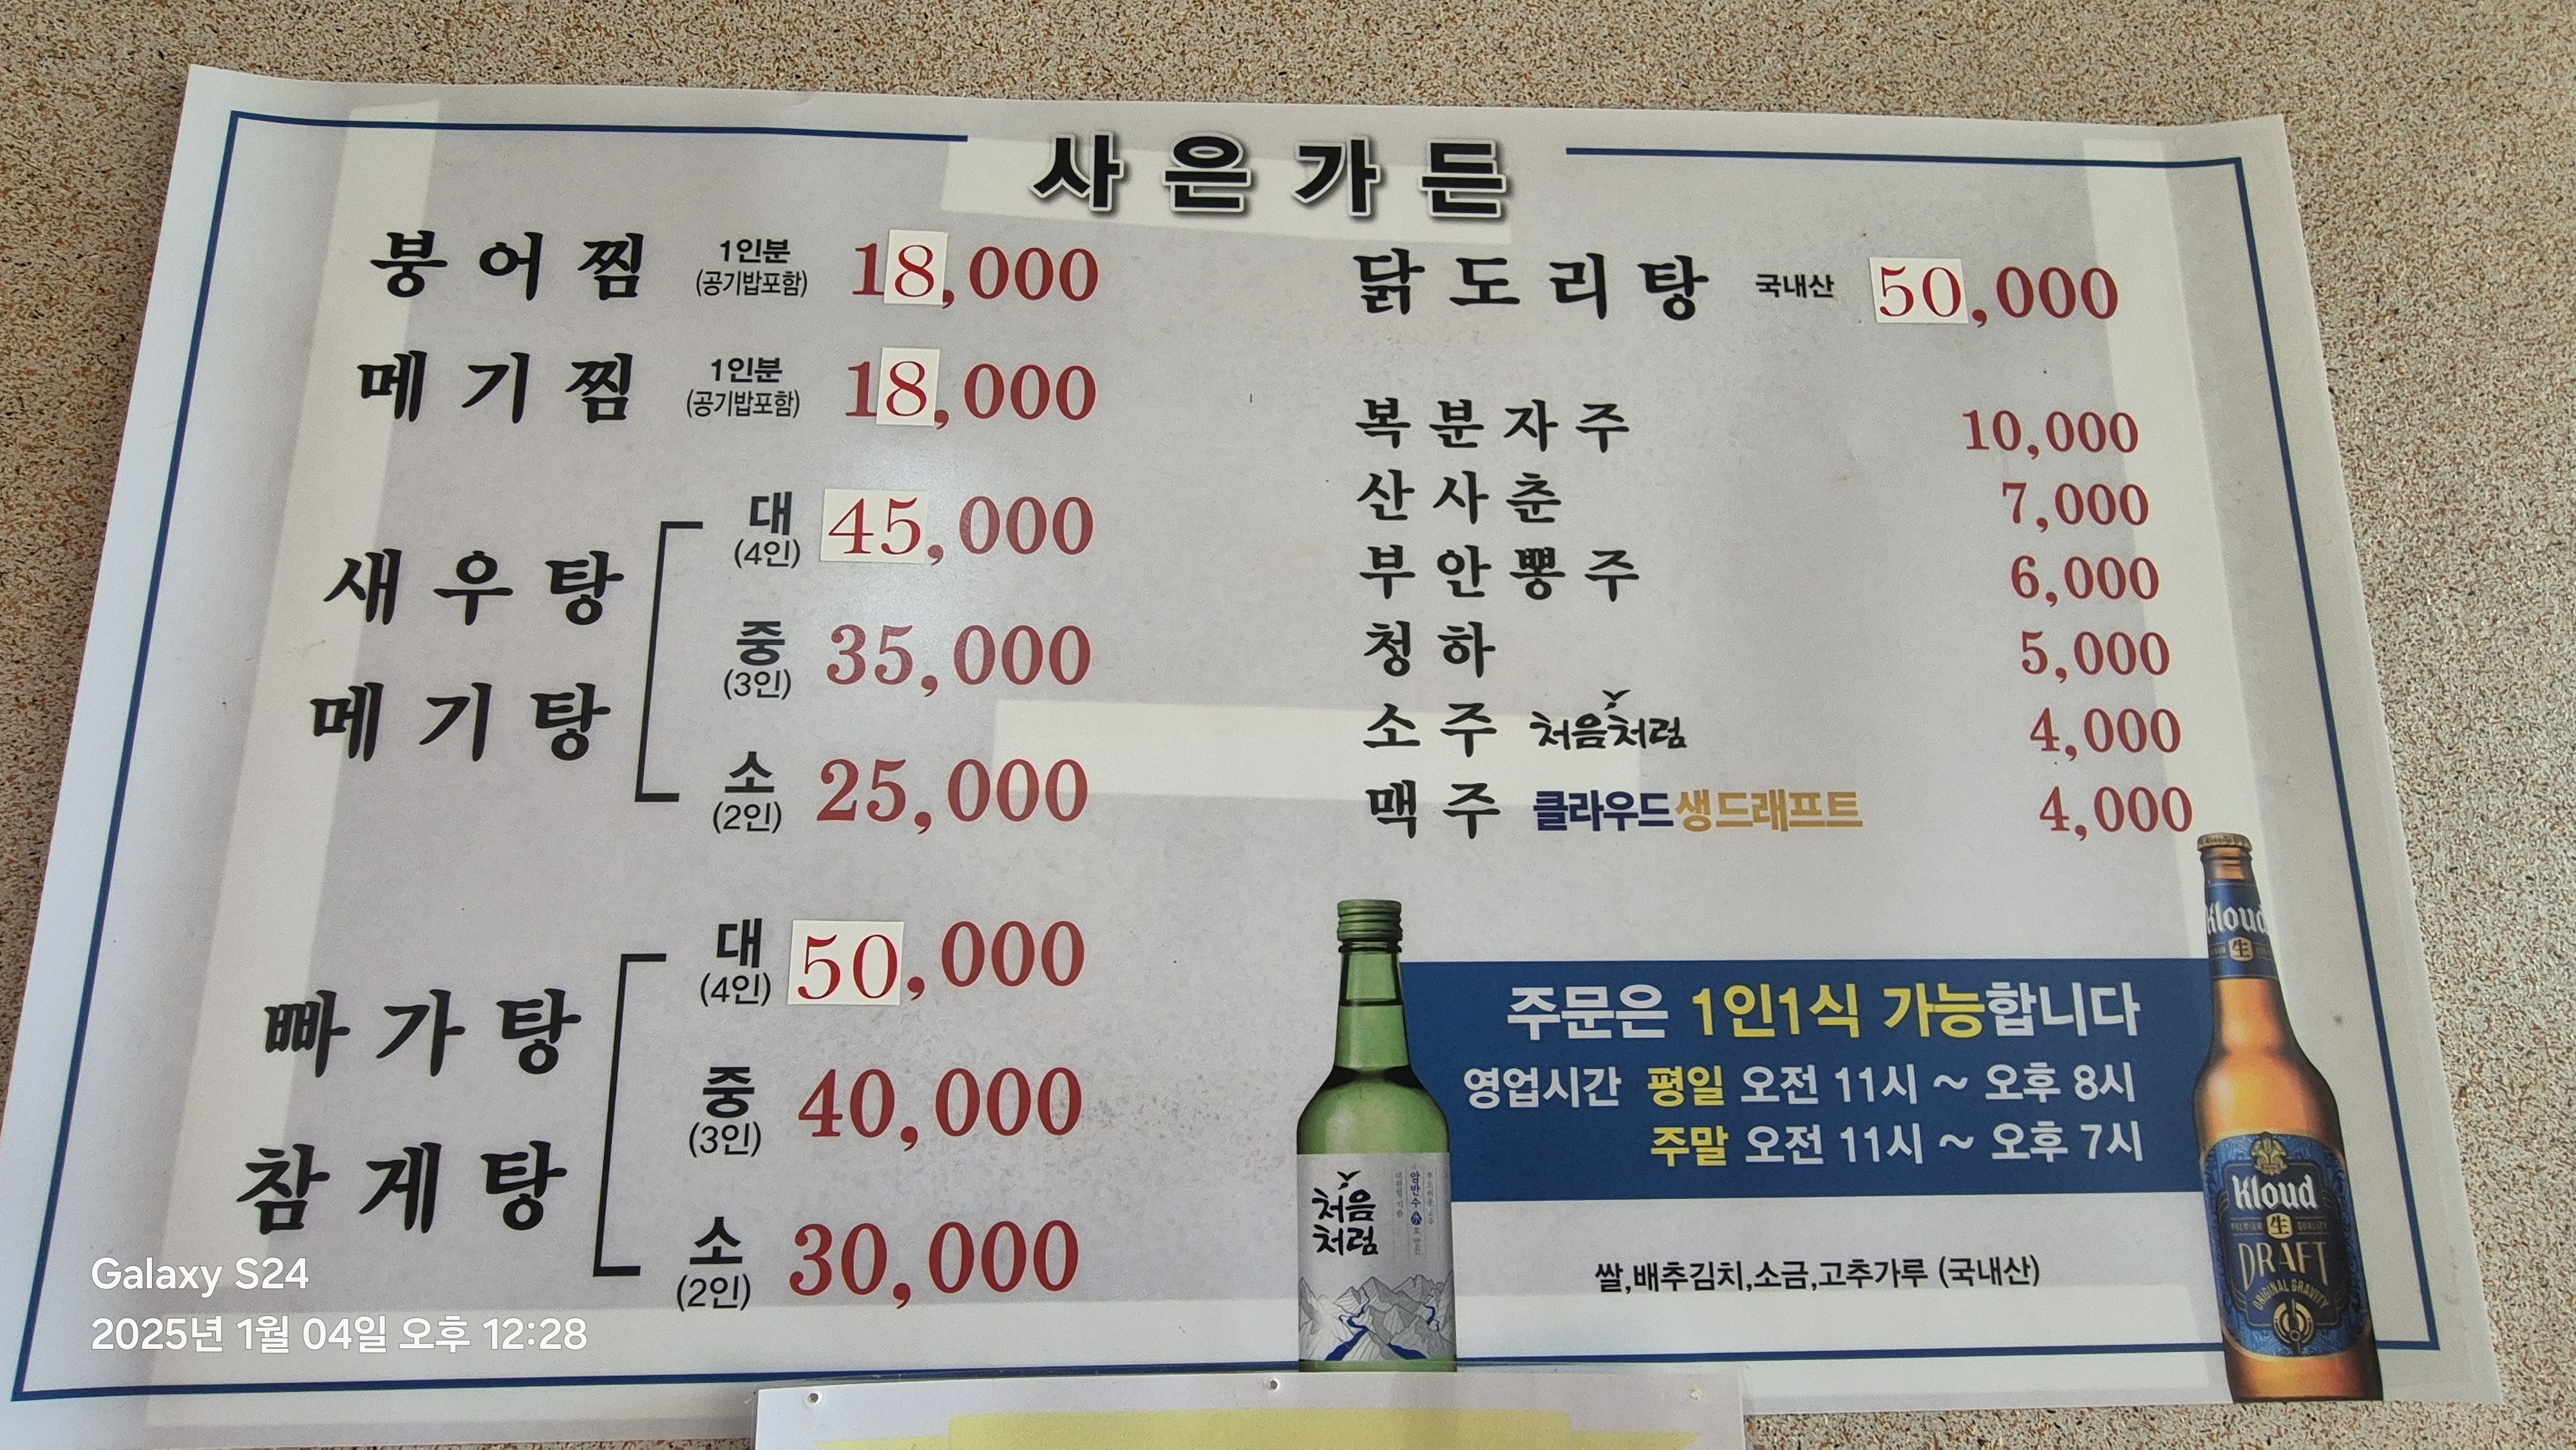 사은가든
붕어찜 1인분 (공기밥포함) 18,000
메기찜 1인분 (공기밥포함) 18,000
새우탕
메기탕
대 (4인) 45,000
중 (3인) 35,000
소 (2인) 25,000
빠가탕
참게탕
대 (4인) 50,000
중 (3인) 40,000
소 (2인) 30,000
닭도리탕 국내산 50,000
복분자주 10,000
산사춘 7,000
부안뽕주 6,000
청하 5,000
소주 처음처럼 4,000
맥주 클라우드생드래프트 4,000
주문은 1인1식 가능합니다
영업시간 평일 오전 11시 ~ 오후 8시
주말 오전 11시 ~ 오후 7시
쌀,배추김치,소금,고추가루 (국내산)
처음
처럼
암반수
Kloud
生
Kloud
PREMIUM 生 QUALITY
DRAFT
ORIGINAL GRAVITY
Galaxy S24
2025년 1월 04일 오후 12:28